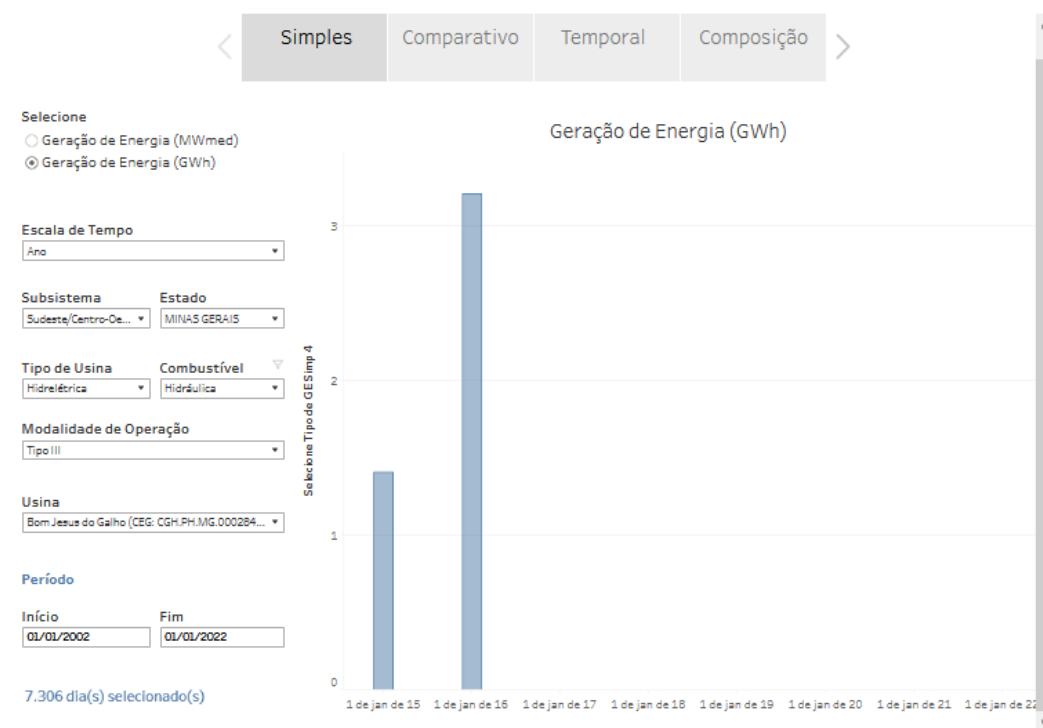 Simples
Comparativo
Temporal
Composição
Selecione
Geração de Energia (MWmed)
Geração de Energia (GWh)
Escala de Tempo
Ano
Subsistema Estado
Sudeste/Centro-Oe... MINAS GERAIS
Tipo de Usina Combustível
Hidrelétrica Hidráulica
Modalidade de Operação
Tipo III
Usina
Bom Jesus do Galho (CEG: CGH.PH.MG.000284...
Período
Início Fim
01/01/2002 01/01/2022
7.306 dia(s) selecionado(s)
Geração de Energia (GWh)
Selecione Tipo de GE Simp 4
3
2
1
0
1 de jan de 15 1 de jan de 16 1 de jan de 17 1 de jan de 18 1 de jan de 19 1 de jan de 20 1 de jan de 21 1 de jan de 22